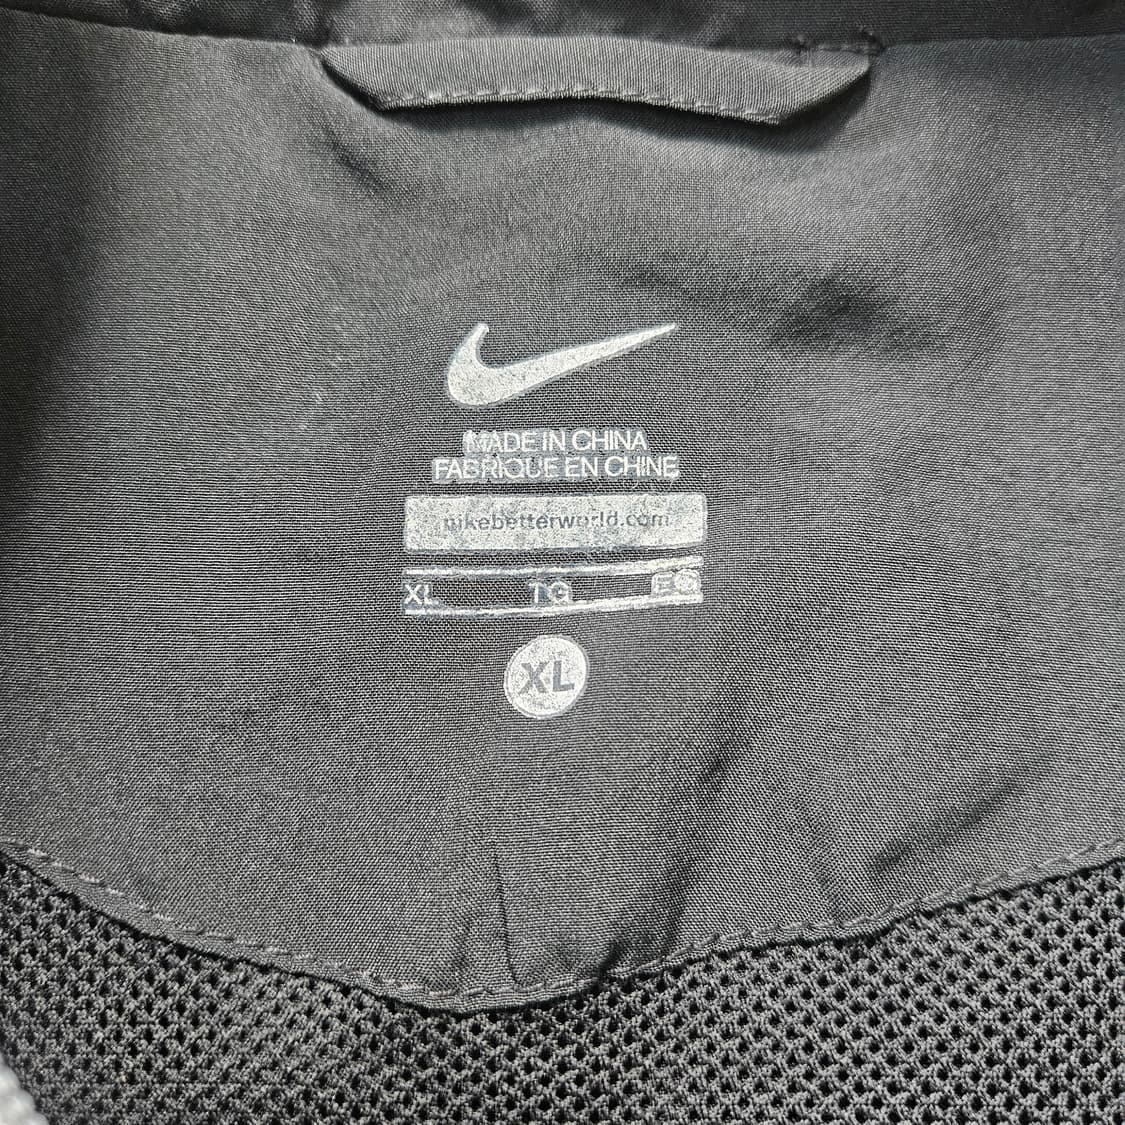 MADE IN CHINA
FABRIQUE EN CHINE
nikebetterworld.com
XL TG EG
XL